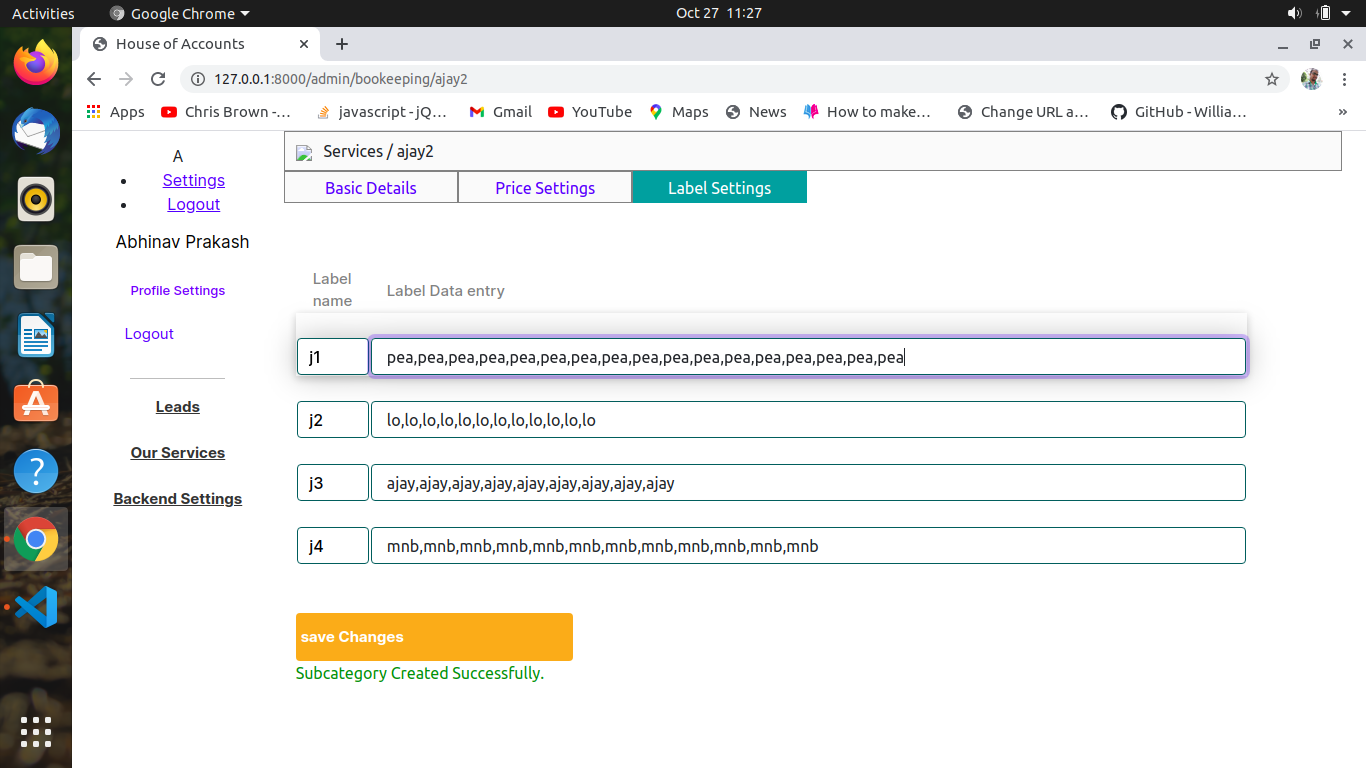 Activities Google Chrome Oct 27 11:27
House of Accounts
127.0.0.1:8000/admin/bookeeping/ajay2
Apps Chris Brown -... javascript - jQ... Gmail YouTube Maps News How to make... Change URL a... GitHub - Willia... »
A
Settings
Logout
Abhinav Prakash
Profile Settings
Logout
Leads
Our Services
Backend Settings
Services / ajay2
Basic Details Price Settings Label Settings
Label name Label Data entry
j1 pea,pea,pea,pea,pea,pea,pea,pea,pea,pea,pea,pea,pea,pea,pea,pea,pea
j2 lo,lo,lo,lo,lo,lo,lo,lo,lo,lo,lo,lo
j3 ajay,ajay,ajay,ajay,ajay,ajay,ajay,ajay,ajay
j4 mnb,mnb,mnb,mnb,mnb,mnb,mnb,mnb,mnb,mnb,mnb,mnb
save Changes
Subcategory Created Successfully.